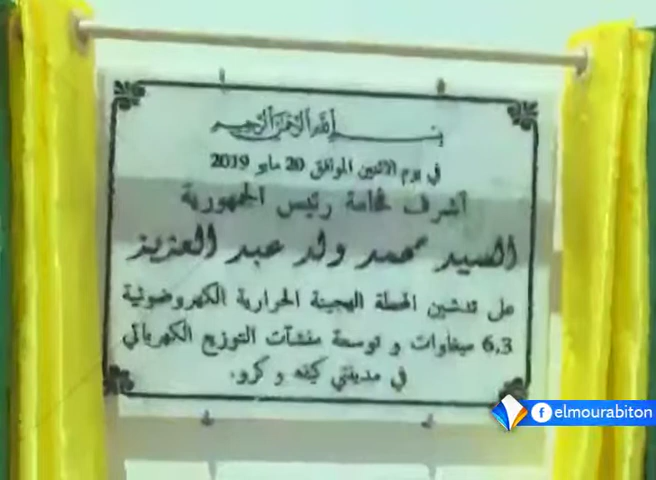 بسم الله الرحمن الرحيم
في يوم الاثنين الموافق 20 مايو 2019
أشرف فخامة رئيس الجمهورية
السيد محمد ولد عبد العزيز
على تدشين المحطة الهجينة الحرارية الكهروضوئية
6,3 ميغاوات و توسعة منشآت التوزيع الكهربائي
في مدينتي كيفه و كرو.
elmourabiton